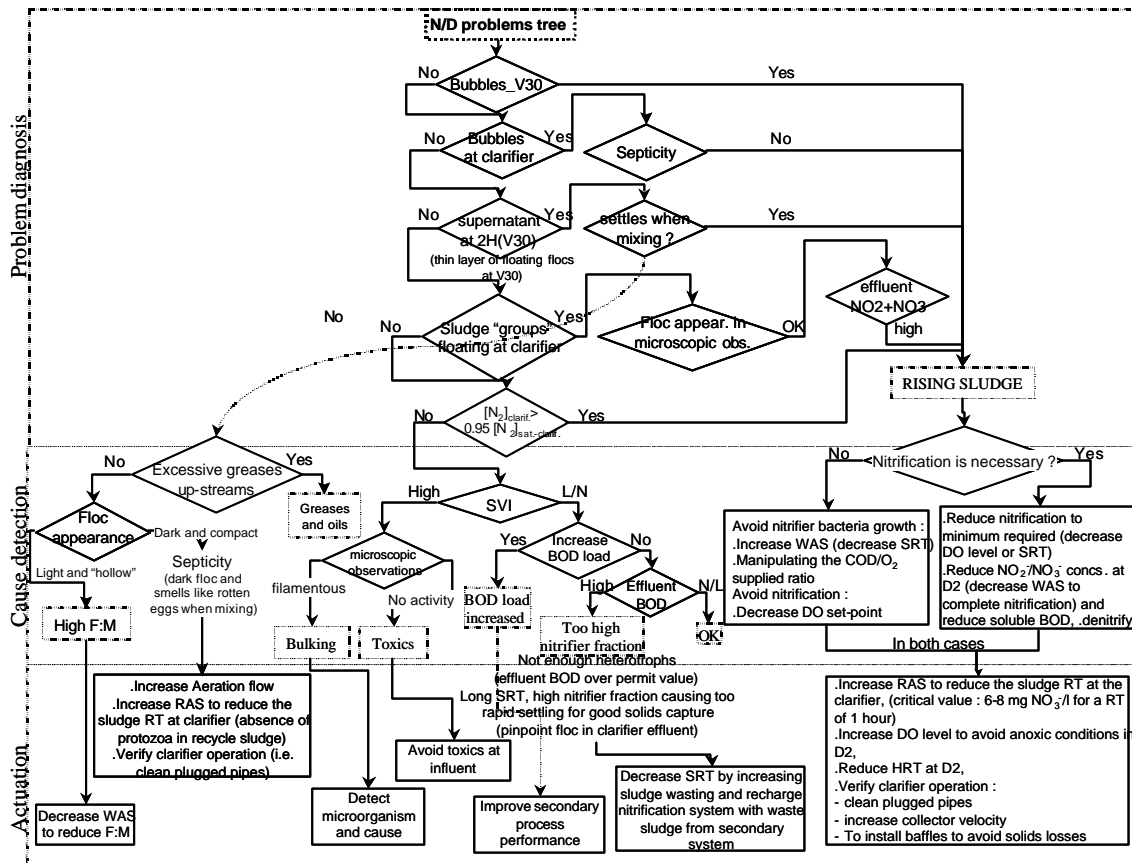 N/D problems tree
Problem diagnosis
No
Bubbles_V30
Yes
No
Bubbles
at clarifier
Yes
Septicity
No
No
supernatant
at 2H(V30)
(thin layer of floating flocs
at V30)
Yes
settles when
mixing ?
Yes
No
No
Sludge “groups”
floating at clarifier
Yes
Floc appear. in
microscopic obs.
OK
effluent
NO2+NO3
high
RISING SLUDGE
No
[N2]clarif.>
0.95 [N2]sat.-clarif.
Yes
Cause detection
No
Excessive greases
up-streams
Yes
Greases
and oils
Floc
appearance
Dark and compact
Light and “hollow”
Septicity
(dark floc and
smells like rotten
eggs when mixing)
High F:M
High
SVI
L/N
microscopic
observations
filamentous
No activity
Bulking
Toxics
Yes
Increase
BOD load
No
BOD load
increased
High
Effluent
BOD
N/L
OK
Too high
nitrifier fraction
Not enough heterotrophs
(effluent BOD over permit value)
Long SRT, high nitrifier fraction causing too
rapid settling for good solids capture
(pinpoint floc in clarifier effluent)
No
Nitrification is necessary ?
Yes
Avoid nitrifier bacteria growth :
.Increase WAS (decrease SRT)
.Manipulating the COD/O2
supplied ratio
Avoid nitrification :
.Decrease DO set-point
.Reduce nitrification to
minimum required (decrease
DO level or SRT)
.Reduce NO2-/NO3- concs. at
D2 (decrease WAS to
complete nitrification) and
reduce soluble BOD, .denitrify
In both cases
Actuation
Decrease WAS
to reduce F:M
.Increase Aeration flow
.Increase RAS to reduce the
sludge RT at clarifier (absence of
protozoa in recycle sludge)
.Verify clarifier operation (i.e.
clean plugged pipes)
Detect
microorganism
and cause
Avoid toxics at
influent
Improve secondary
process
performance
Decrease SRT by increasing
sludge wasting and recharge
nitrification system with waste
sludge from secondary
system
.Increase RAS to reduce the sludge RT at the
clarifier, (critical value : 6-8 mg NO3-/l for a RT
of 1 hour)
.Increase DO level to avoid anoxic conditions in
D2,
.Reduce HRT at D2,
.Verify clarifier operation :
- clean plugged pipes
- increase collector velocity
- To install baffles to avoid solids losses